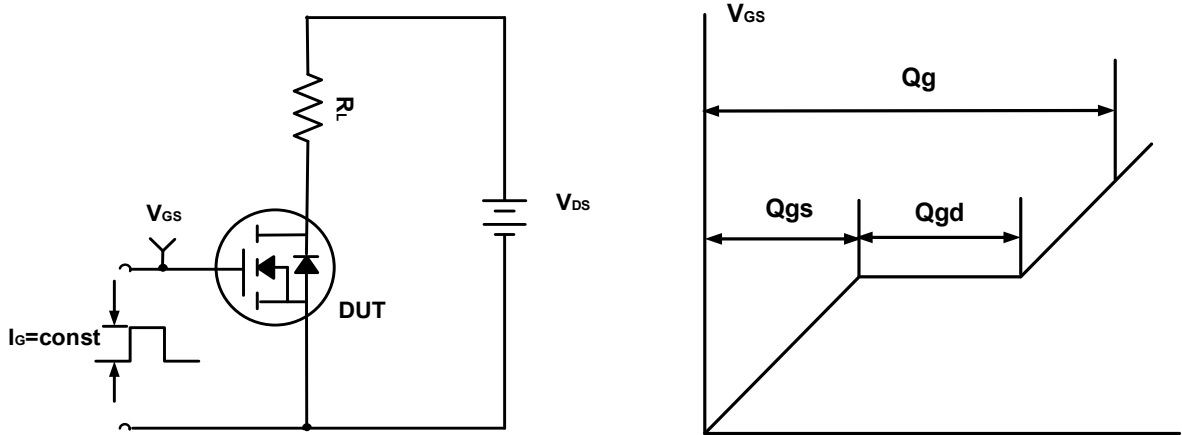 RL
VDS
VGS
DUT
IG=const
VGS
Qg
Qgs
Qgd